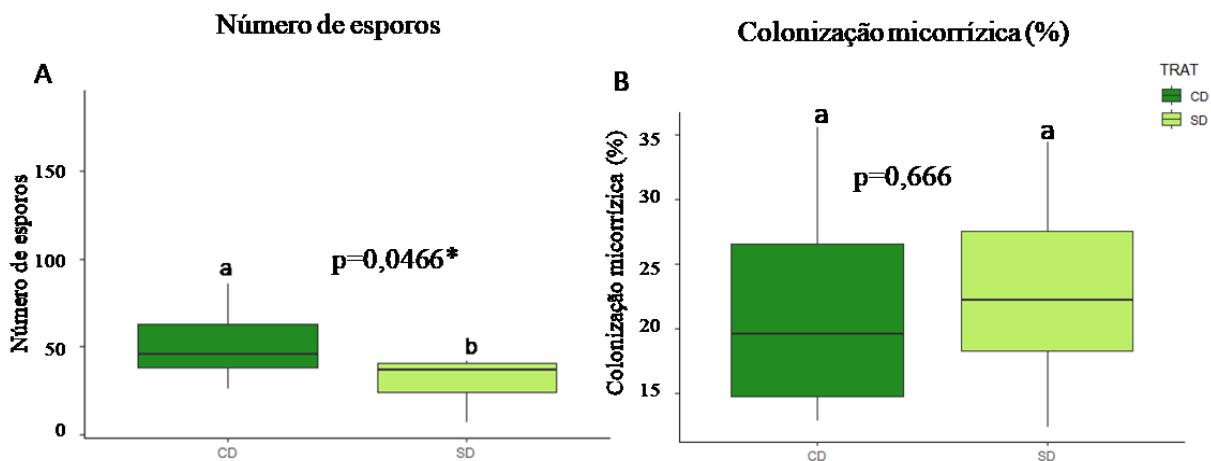 Número de esporos
Colonização micorrízica (%)
A
Número de esporos
150
100
50
0
a
p=0,0466*
b
CD
SD
B
Colonização micorrízica (%)
35
30
25
20
15
a
p=0,666
a
CD
SD
TRAT
CD
SD